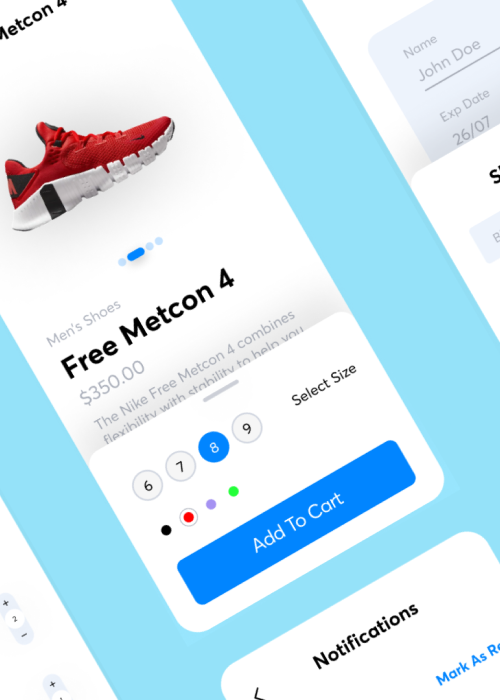 Metcon 4
Men's Shoes
Free Metcon 4
$350.00
The Nike Free Metcon 4 combines
flexibility with stability to help you
Select Size
6 7 8 9
Add To Cart
Name
John Doe
Exp Date
26/07
Notifications
Mark As
+
2
−
+